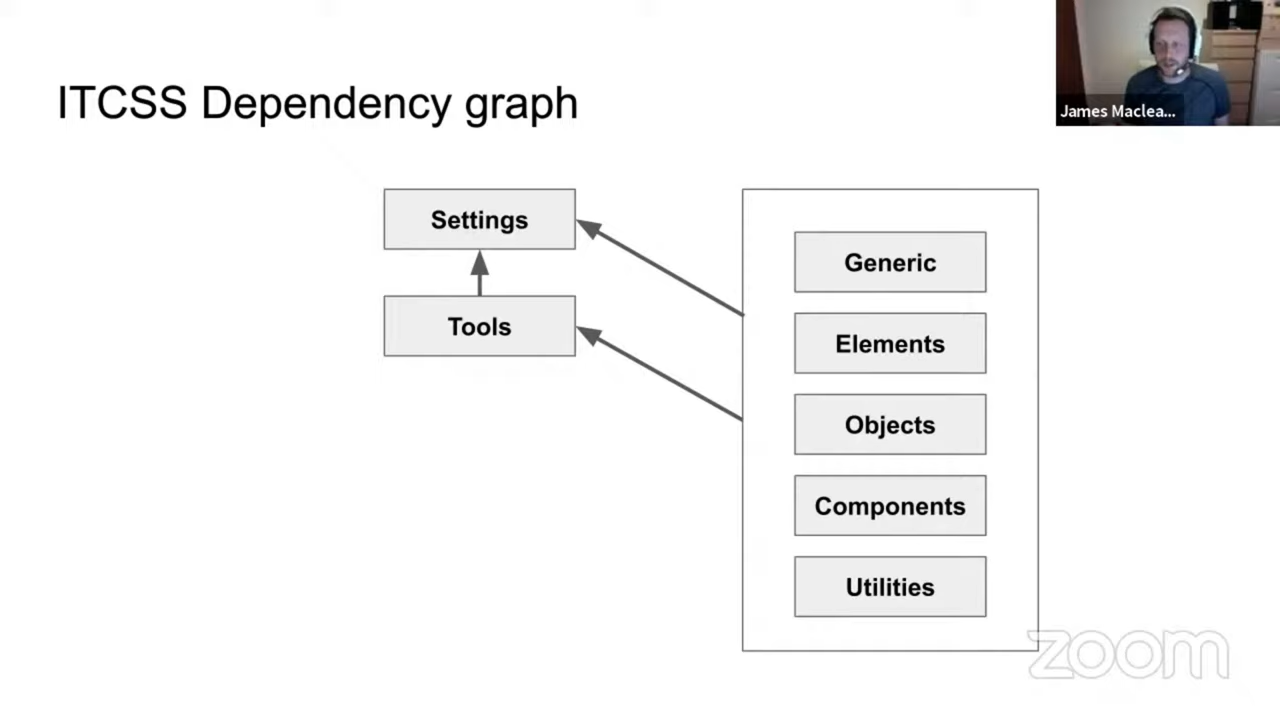 ITCSS Dependency graph
James Maclea...
Settings
Tools
Generic
Elements
Objects
Components
Utilities
zoom